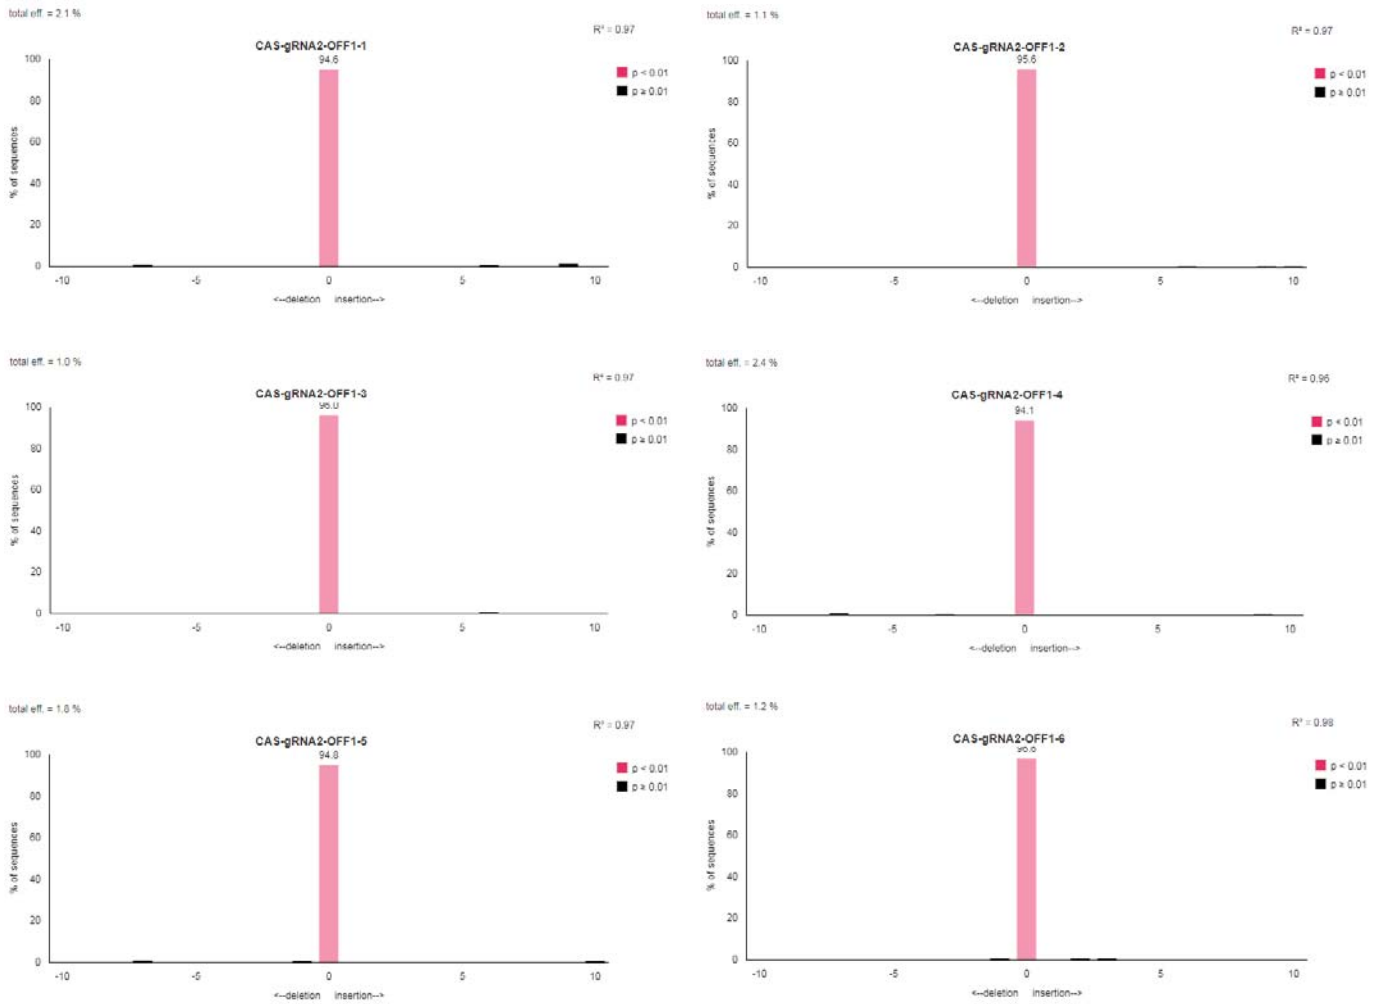 total eff. = 2.1 %
R² = 0.97
CAS-gRNA2-OFF1-1
94.6
p < 0.01
p ≥ 0.01
% of sequences
100
80
60
40
20
0
-10 -5 0 5 10
<--deletion insertion-->
total eff. = 1.1 %
R² = 0.97
CAS-gRNA2-OFF1-2
95.6
p < 0.01
p ≥ 0.01
% of sequences
100
80
60
40
20
0
-10 -5 0 5 10
<--deletion insertion-->
total eff. = 1.0 %
R² = 0.97
CAS-gRNA2-OFF1-3
p < 0.01
p ≥ 0.01
% of sequences
100
80
60
40
20
0
-10 -5 0 5 10
<--deletion insertion-->
total eff. = 2.4 %
R² = 0.96
CAS-gRNA2-OFF1-4
94.1
p < 0.01
p ≥ 0.01
% of sequences
100
80
60
40
20
0
-10 -5 0 5 10
<--deletion insertion-->
total eff. = 1.8 %
R² = 0.97
CAS-gRNA2-OFF1-5
94.8
p < 0.01
p ≥ 0.01
% of sequences
100
80
60
40
20
0
-10 -5 0 5 10
<--deletion insertion-->
total eff. = 1.2 %
R² = 0.98
CAS-gRNA2-OFF1-6
p < 0.01
p ≥ 0.01
% of sequences
100
80
60
40
20
0
-10 -5 0 5 10
<--deletion insertion-->